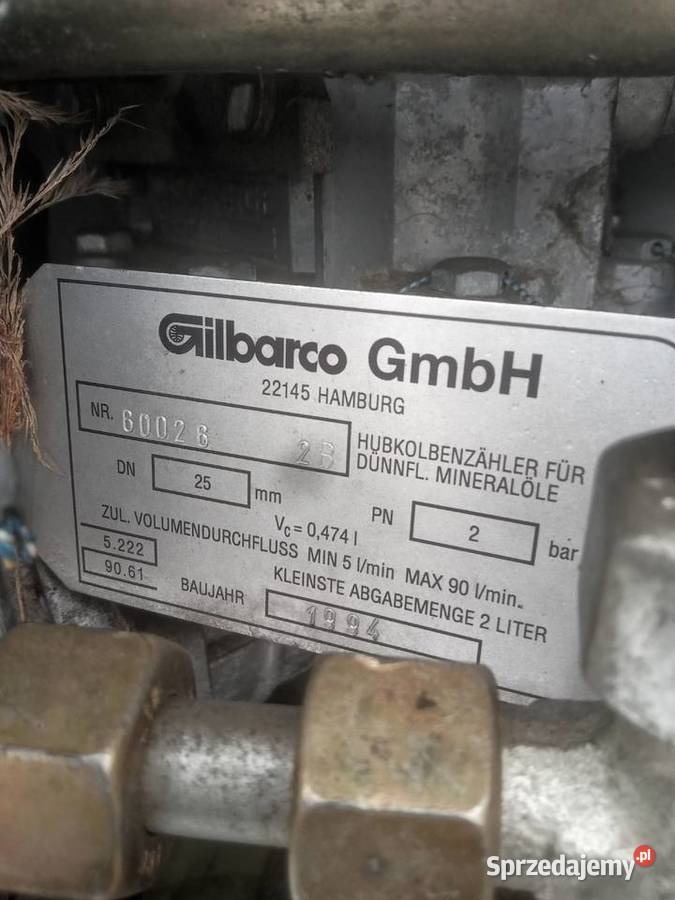 Gilbarco GmbH
22145 HAMBURG
NR. 60026 2B
HUBKOLBENZÄHLER FÜR
DÜNNFL. MINERALÖLE
DN 25 mm
PN 2 bar
Vc = 0,474 l
ZUL. VOLUMENDURCHFLUSS MIN 5 l/min MAX 90 l/min.
5.222
90.61
KLEINSTE ABGABEMENGE 2 LITER
BAUJAHR 1994
Sprzedajemy.pl